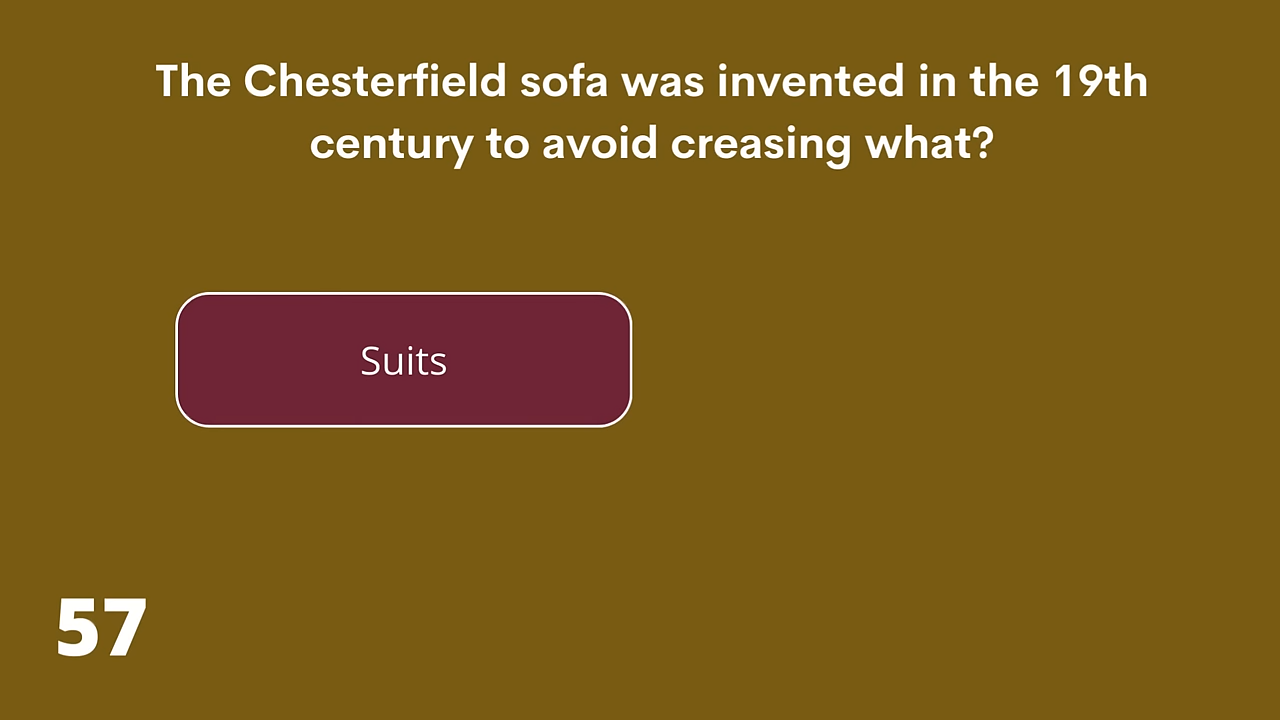 The Chesterfield sofa was invented in the 19th
century to avoid creasing what?
Suits
57